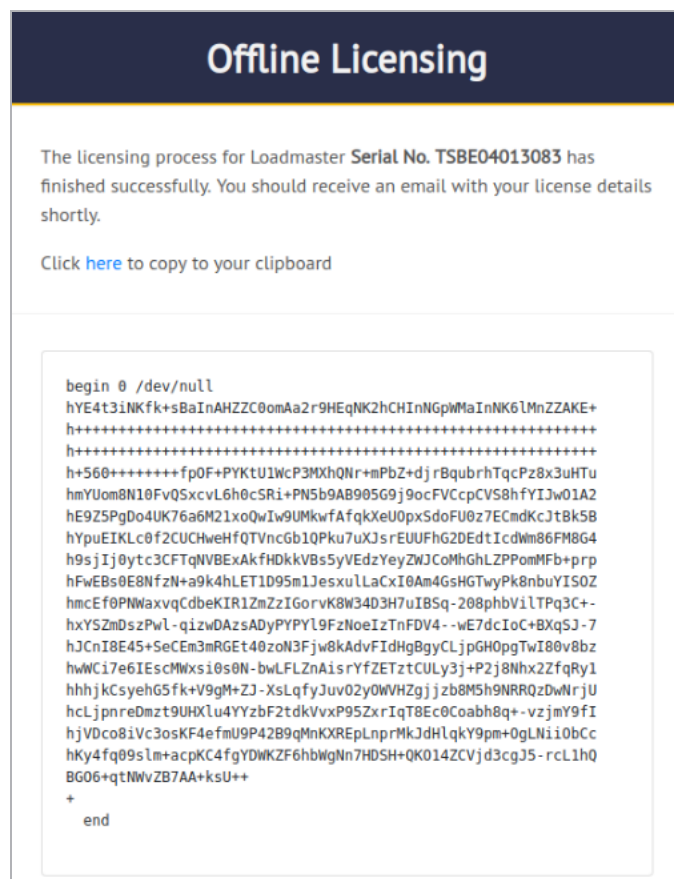 Offline Licensing
The licensing process for Loadmaster Serial No. TSBE04013083 has
finished successfully. You should receive an email with your license details
shortly.
Click here to copy to your clipboard
begin 0 /dev/null
hYE4t3iNKfk+sBaInAHZZC0omAa2r9HEqNK2hCHInNGpWMaInNK6lMnZZAKE+
h++++++++++++++++++++++++++++++++++++++++++++++++++++++++++++
h++++++++++++++++++++++++++++++++++++++++++++++++++++++++++++
h+560++++++++fpOF+PYKtU1WcP3MXhQNr+mPbZ+djrBqubrhTqcPz8x3uHTu
hmYUom8N10FvQSxcvL6h0cSRi+PN5b9AB905G9j9ocFVCcpCVS8hfYIJwO1A2
hE9Z5PgDo4UK76a6M21xoQwIw9UMkwfAfqkXeUOpxSdoFU0z7ECmdKcJtBk5B
hYpuEIKLc0f2CUCHweHfQTVncGb1QPku7uXJsrEUUFhG2DEdtIcdWm86FM8G4
h9sjIj0ytc3CFTqNVBExAkfHDkkVBs5yVEdzYeyZWJCoMhGhLZPPomMFb+prp
hFwEBs0E8NfzN+a9k4hLET1D95m1JesxulLaCxI0Am4GsHGTwyPk8nbuYISOZ
hmcEf0PNWaxvqCdbeKIR1ZmZzIGorvK8W34D3H7uIBSq-208phbVilTPq3C+-
hxYSZmDszPwl-qizwDAzsADyPYPYl9FzNoeIzTnFDV4--wE7dcIoC+BXqSJ-7
hJCnI8E45+SeCEm3mRGEt40zoN3Fjw8kAdvFIdHgBgyCLjpGHOpgTwI80v8bz
hwWCi7e6IEscMWxsi0s0N-bwLFLZnAisrYfZETztCULy3j+P2j8Nhx2ZfqRy1
hhhjkCsyehG5fk+V9gM+ZJ-XsLqfyJuvO2yOWVHZgjjzb8M5h9NRRQzDwNrjU
hcLjpnreDmzt9UHXlu4YYzbF2tdkVvxP95ZxrIqT8Ec0Coabh8q+-vzjmY9fI
hjVDco8iVc3osKF4efmU9P42B9qMnKXREpLnprMkJdHlqkY9pm+OgLNiiObCc
hKy4fq09slm+acpKC4fgYDWKZF6hbWgNn7HDSH+QKO14ZCVjd3cgJ5-rcL1hQ
BGO6+qtNWvZB7AA+ksU++
+
end